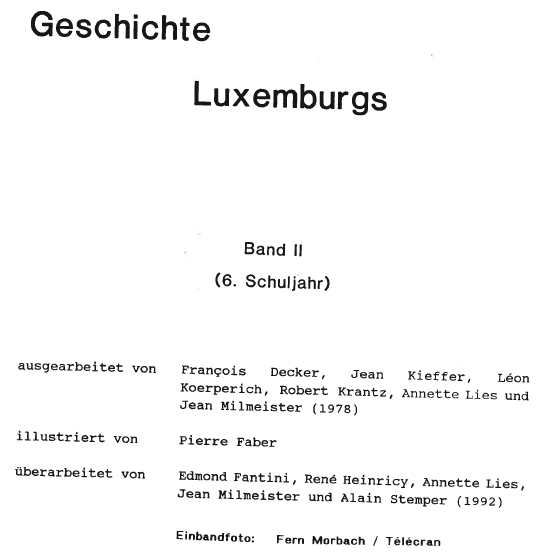 Geschichte
Luxemburgs
Band II
(6. Schuljahr)
ausgearbeitet von François Decker, Jean Kieffer, Léon
Koerperich, Robert Krantz, Annette Lies und
Jean Milmeister (1978)
illustriert von Pierre Faber
überarbeitet von Edmond Fantini, René Heinricy, Annette Lies,
Jean Milmeister und Alain Stemper (1992)
Einbandfoto: Fern Morbach / Télécran